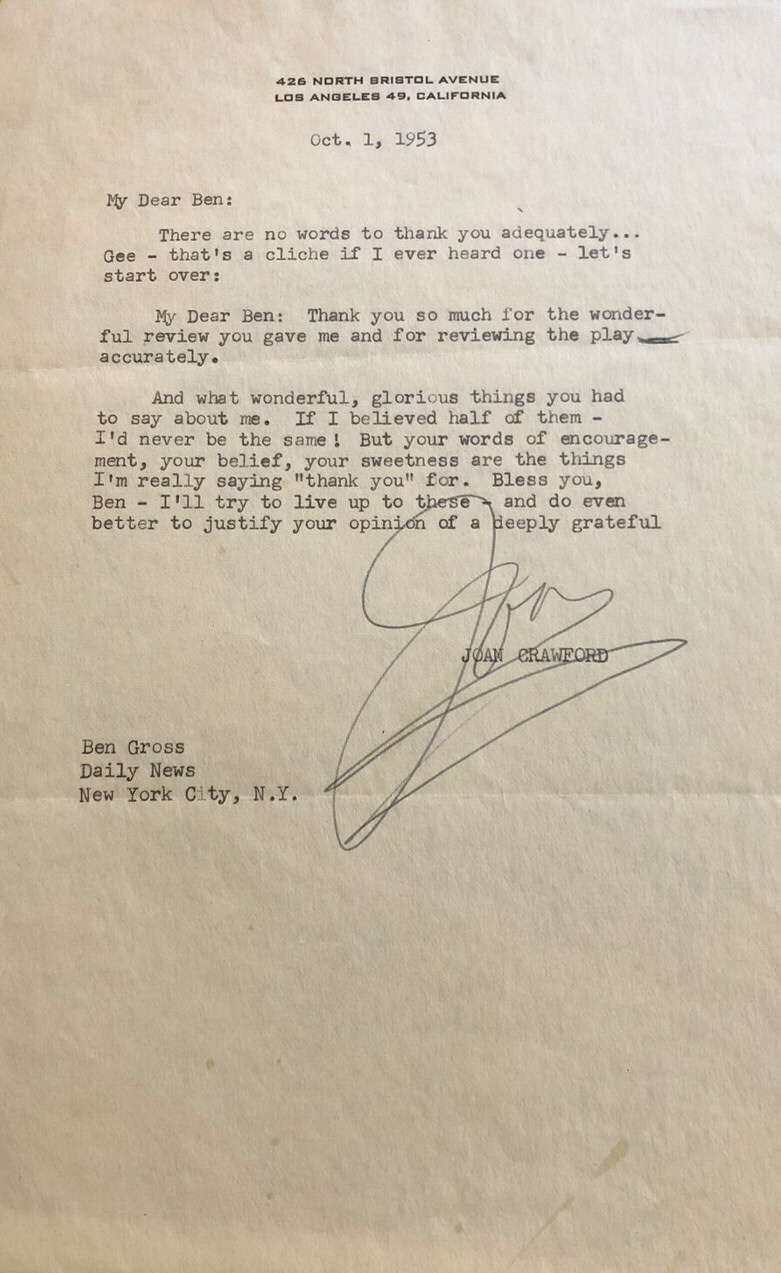 426 NORTH BRISTOL AVENUE
LOS ANGELES 49, CALIFORNIA
Oct. 1, 1953
My Dear Ben:
There are no words to thank you adequately...
Gee - that's a cliche if I ever heard one - let's
start over:
My Dear Ben: Thank you so much for the wonder-
ful review you gave me and for reviewing the play
accurately.
And what wonderful, glorious things you had
to say about me. If I believed half of them -
I'd never be the same! But your words of encourage-
ment, your belief, your sweetness are the things
I'm really saying "thank you" for. Bless you,
Ben - I'll try to live up to these - and do even
better to justify your opinion of a deeply grateful
Joan
JOAN CRAWFORD
Ben Gross
Daily News
New York City, N.Y.